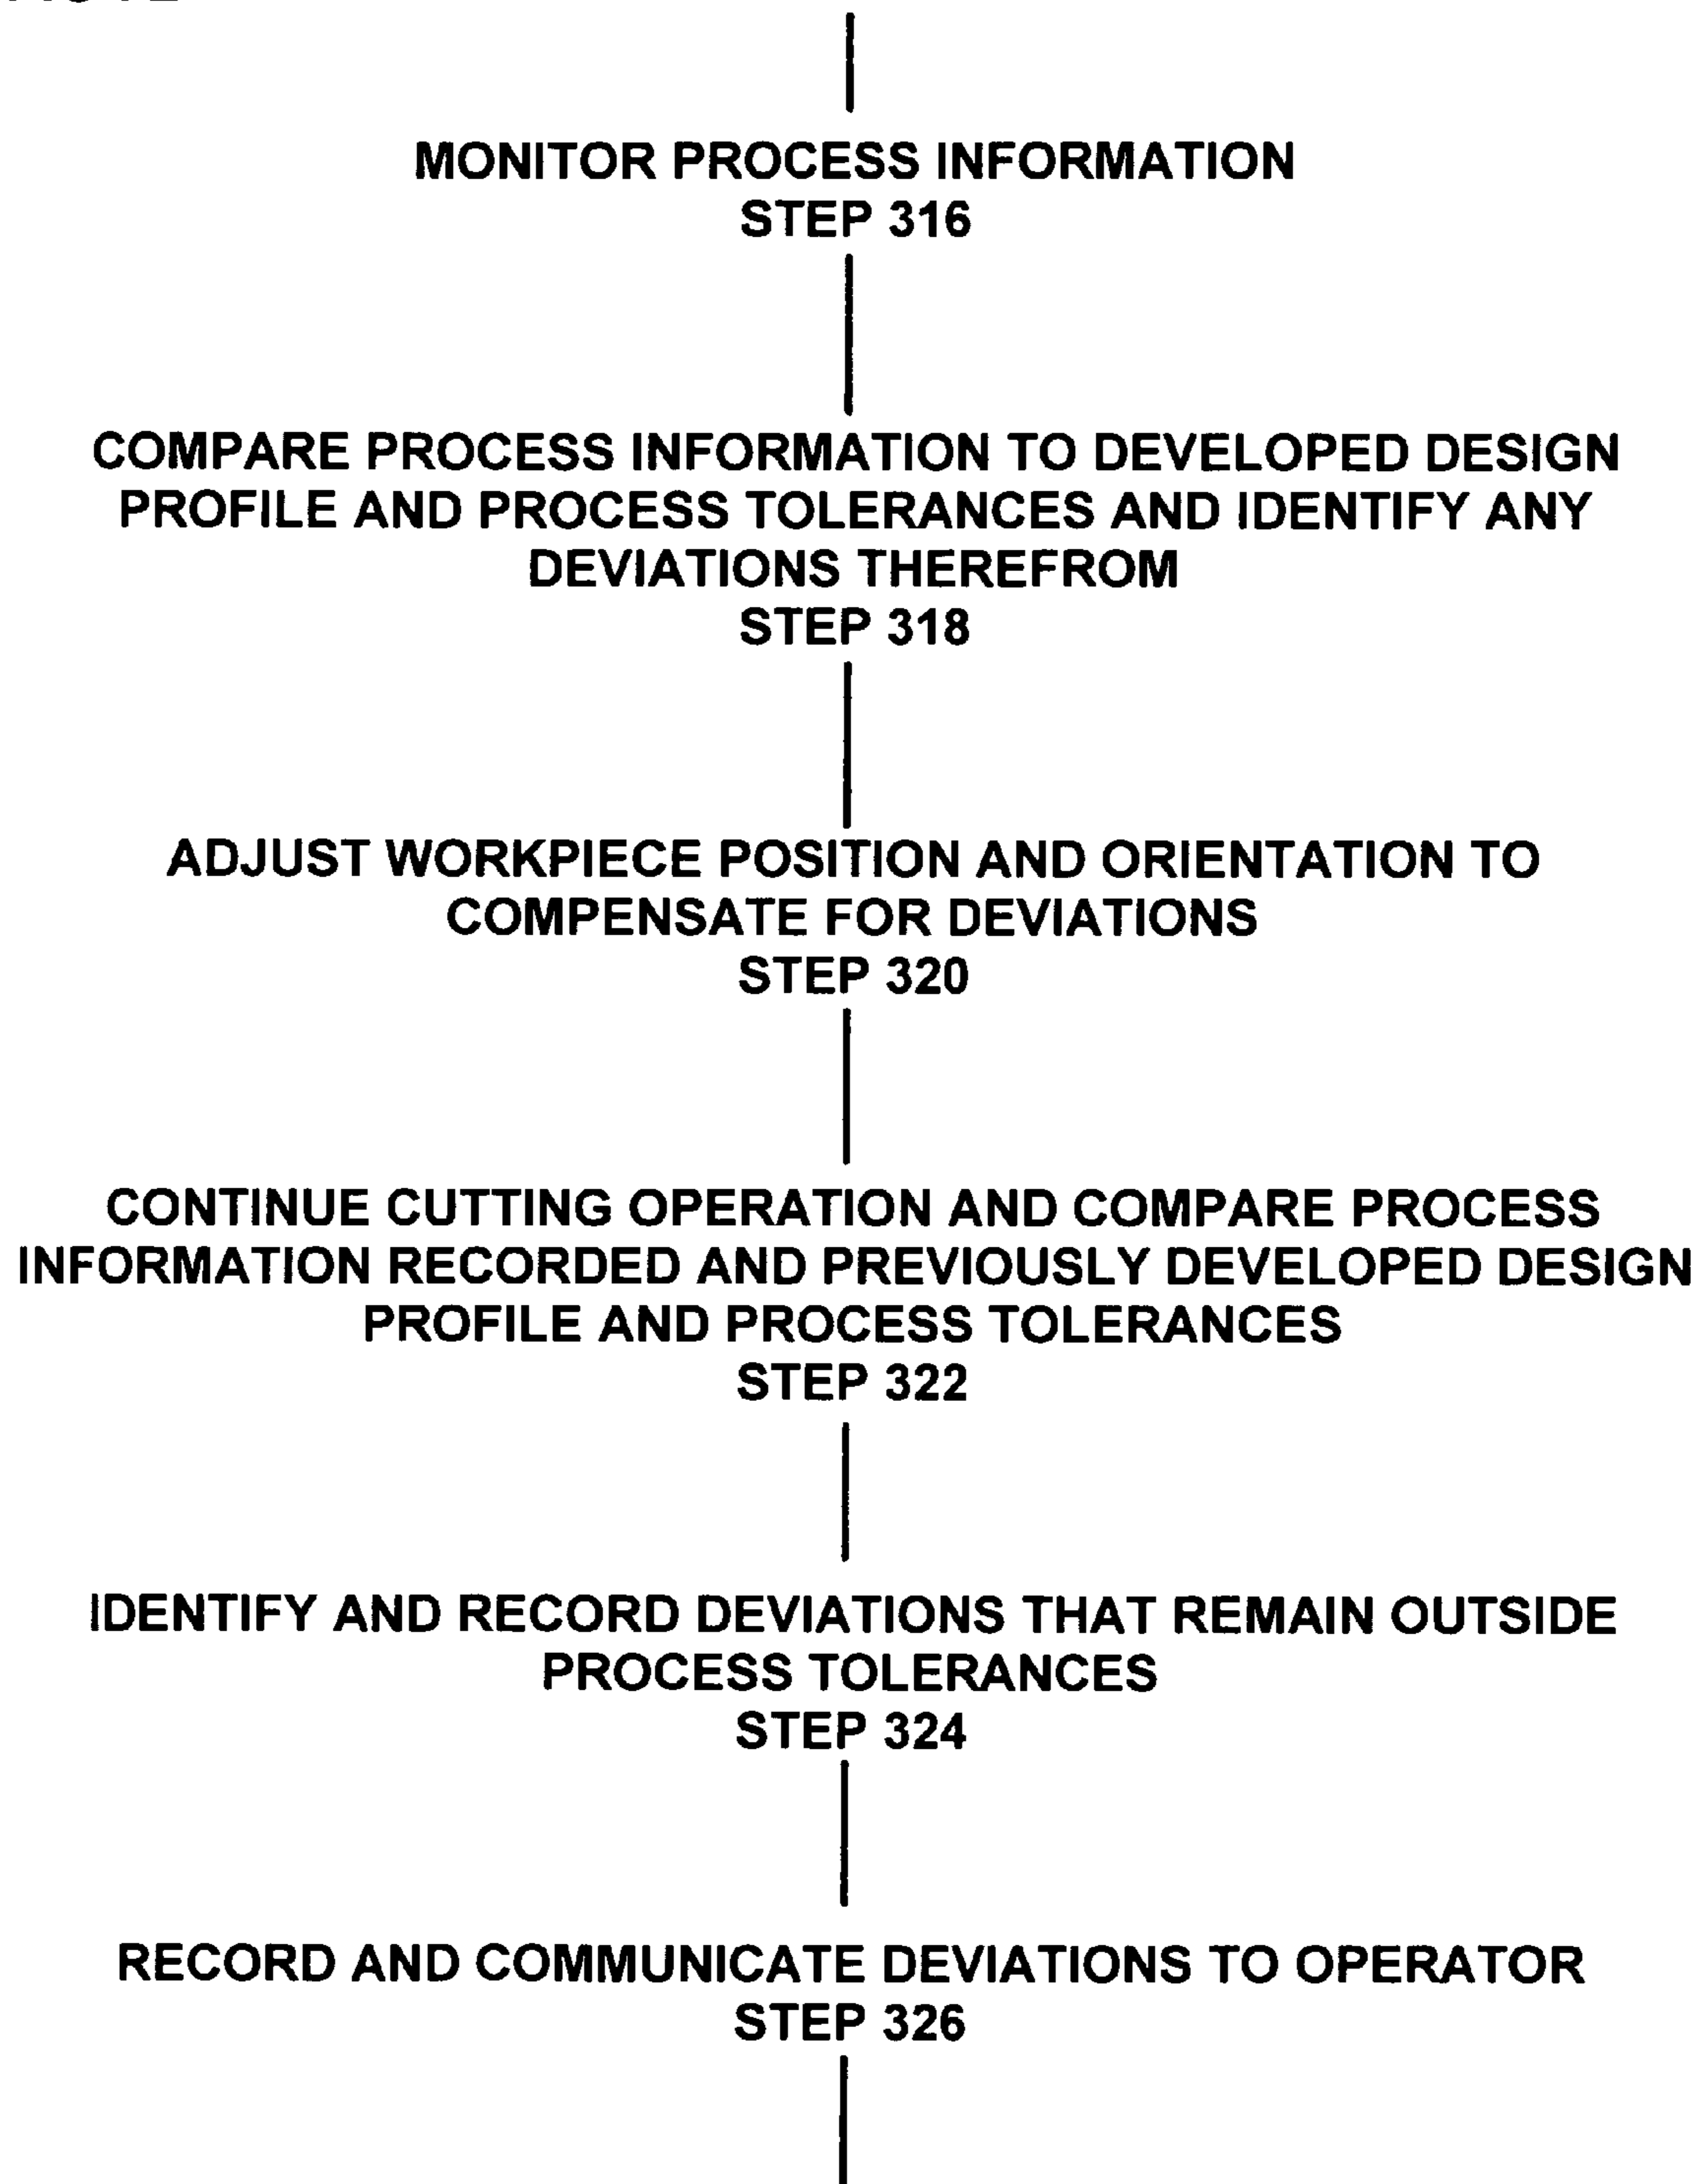 MONITOR PROCESS INFORMATION
STEP 316
COMPARE PROCESS INFORMATION TO DEVELOPED DESIGN
PROFILE AND PROCESS TOLERANCES AND IDENTIFY ANY
DEVIATIONS THEREFROM
STEP 318
ADJUST WORKPIECE POSITION AND ORIENTATION TO
COMPENSATE FOR DEVIATIONS
STEP 320
CONTINUE CUTTING OPERATION AND COMPARE PROCESS
INFORMATION RECORDED AND PREVIOUSLY DEVELOPED DESIGN
PROFILE AND PROCESS TOLERANCES
STEP 322
IDENTIFY AND RECORD DEVIATIONS THAT REMAIN OUTSIDE
PROCESS TOLERANCES
STEP 324
RECORD AND COMMUNICATE DEVIATIONS TO OPERATOR
STEP 326